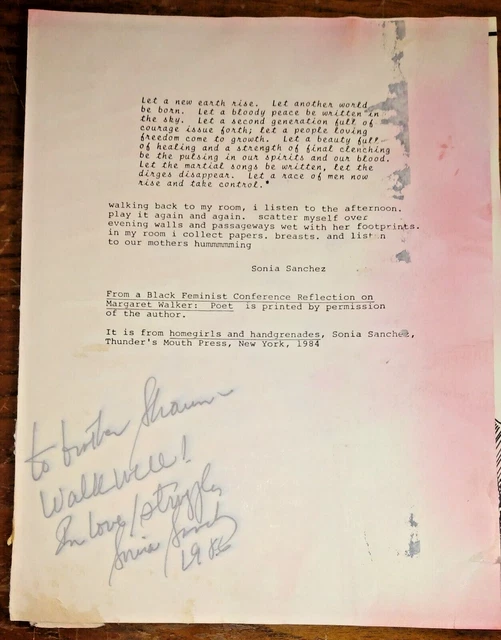 Let a new earth rise. Let another world
be born. Let a bloody peace be written in
the sky. Let a second generation full of
courage issue forth; let a people loving
freedom come to growth. Let a beauty full
of healing and a strength of final clenching
be the pulsing in our spirits and our blood.
Let the martial songs be written, let the
dirges disappear. Let a race of men now
rise and take control.*
walking back to my room, i listen to the afternoon.
play it again and again. scatter myself over
evening walls and passageways wet with her footprints.
in my room i collect papers. breasts. and listen
to our mothers hummmmming
Sonia Sanchez
From a Black Feminist Conference Reflection on
Margaret Walker: Poet is printed by permission
of the author.
It is from homegirls and handgrenades, Sonia Sanchez,
Thunder's Mouth Press, New York, 1984
to brother Shawn
Walk Well!
In love/struggle,
Sonia Sanchez
1986